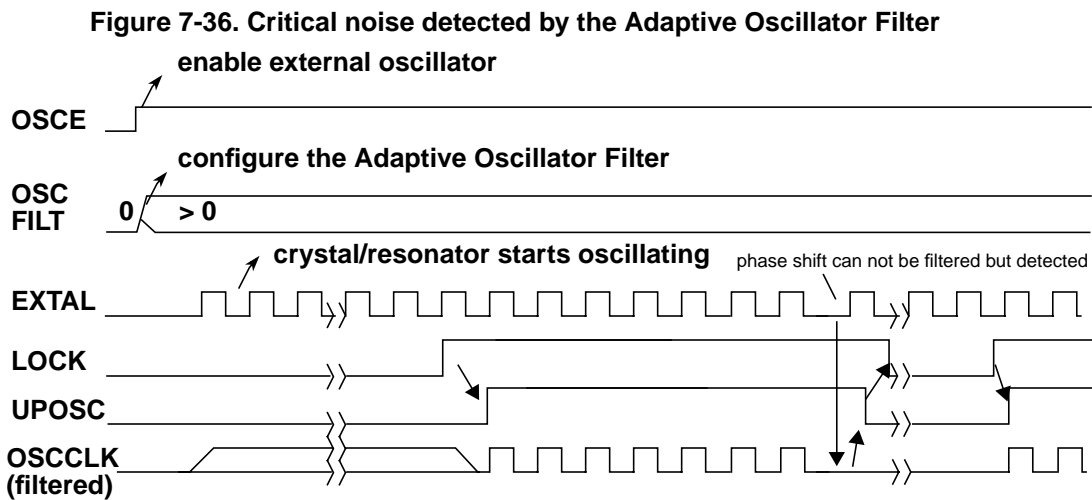 Figure 7-36. Critical noise detected by the Adaptive Oscillator Filter
enable external oscillator
OSCE
configure the Adaptive Oscillator Filter
OSC
FILT
0 > 0
crystal/resonator starts oscillating
phase shift can not be filtered but detected
EXTAL
LOCK
UPOSC
OSCCLK
(filtered)